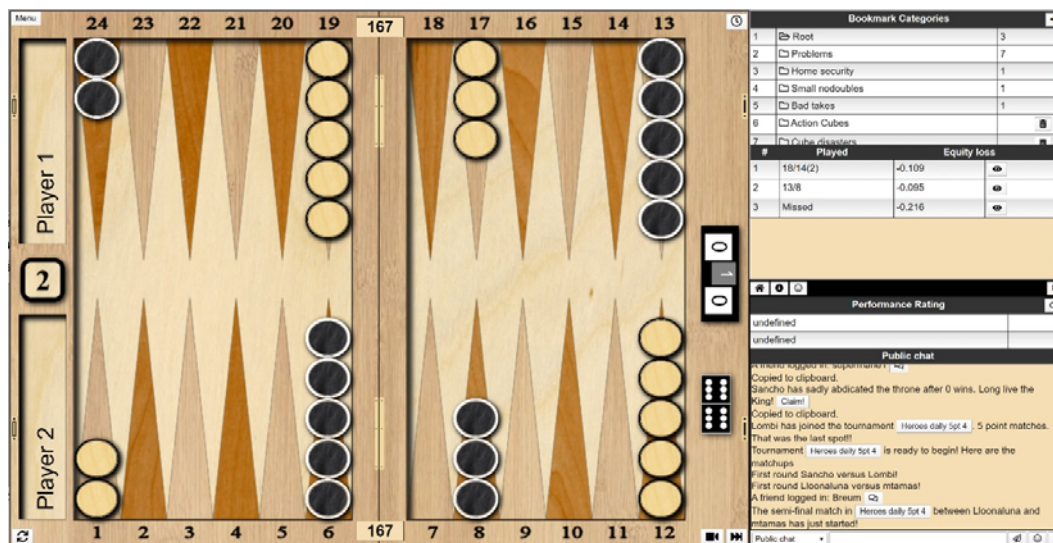 Menu
24 23 22 21 20 19 167 18 17 16 15 14 13
Player 1
2
Player 2
0
1
0
1 2 3 4 5 6 167 7 8 9 10 11 12
Bookmark Categories
1 Root 3
2 Problems 7
3 Home security 1
4 Small nodoubles 1
5 Bad takes 1
6 Action Cubes
7 Cube disasters
# Played Equity loss
1 18/14(2) -0.109
2 13/8 -0.095
3 Missed -0.216
Performance Rating
undefined
undefined
Public chat
A friend logged in:
Copied to clipboard.
Sancho has sadly abdicated the throne after 0 wins. Long live the
King! Claim!
Copied to clipboard.
Lombi has joined the tournament Heroes daily 5pt 4 . 5 point matches.
That was the last spot!!
Tournament Heroes daily 5pt 4 is ready to begin! Here are the
matchups
First round Sancho versus Lombi!
First round Lloonaluna versus mtamas!
A friend logged in: Breum
The semi-final match in Heroes daily 5pt 4 between Lloonaluna and
mtamas has just started!
Public chat